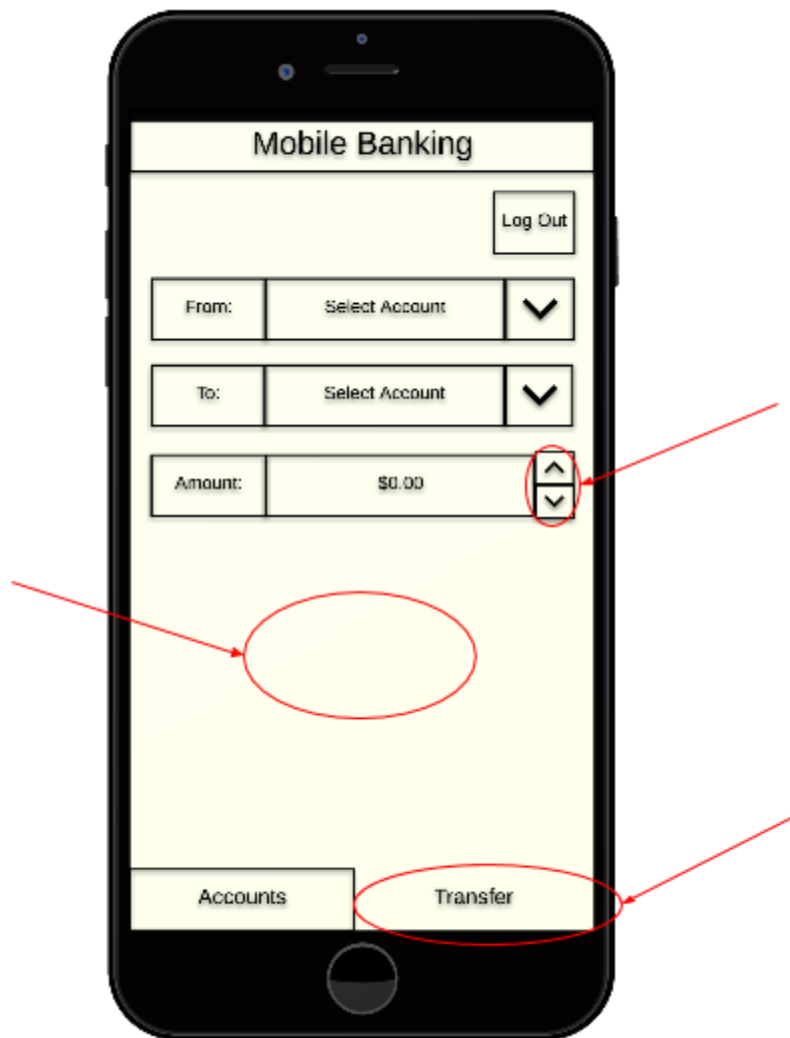 Mobile Banking
Log Out
From: Select Account
To: Select Account
Amount: $0.00
Accounts Transfer